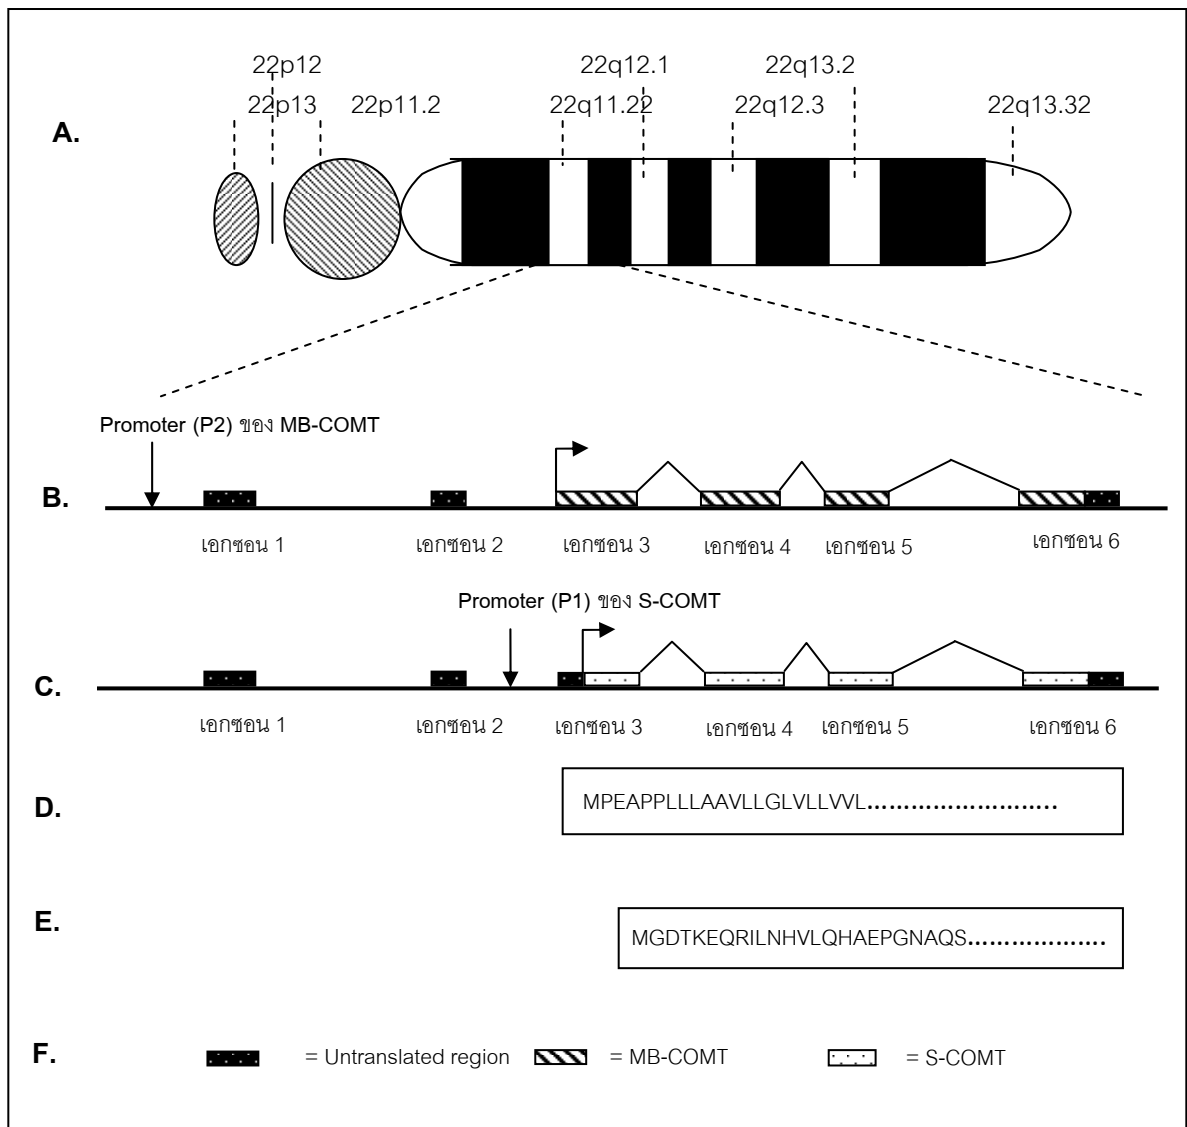 22p12 22q12.1 22q13.2
A. 22p13 22p11.2 22q11.22 22q12.3 22q13.32
Promoter (P2) ของ MB-COMT
B.
เอกซอน 1 เอกซอน 2 เอกซอน 3 เอกซอน 4 เอกซอน 5 เอกซอน 6
Promoter (P1) ของ S-COMT
C.
เอกซอน 1 เอกซอน 2 เอกซอน 3 เอกซอน 4 เอกซอน 5 เอกซอน 6
D. MPEAPPLLLAAVLLGLVLLVVL……………………..
E. MGDTKEQRILNHVLQHAEPGNAQS……………….
F. = Untranslated region = MB-COMT = S-COMT